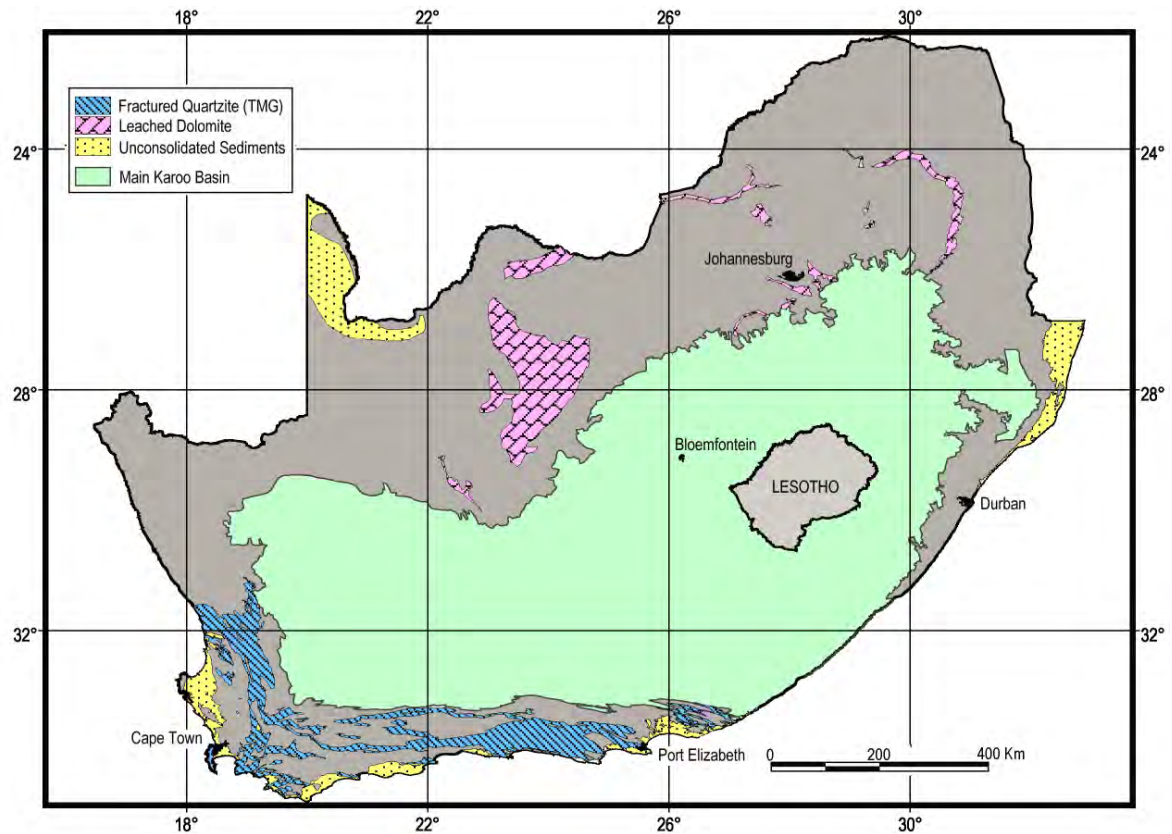 18°
22°
26°
30°
Fractured Quartzite (TMG)
Leached Dolomite
Unconsolidated Sediments
Main Karoo Basin
24°
24°
Johannesburg
28°
28°
Bloemfontein
LESOTHO
Durban
32°
32°
Cape Town
Port Elizabeth
0 200 400 Km
18°
22°
26°
30°